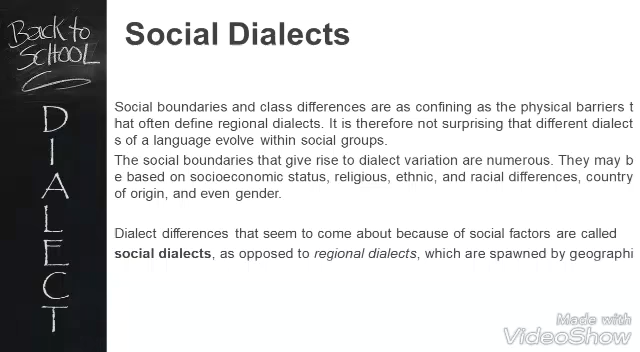 Back to
SCHOOL
DIALECT
Social Dialects
Social boundaries and class differences are as confining as the physical barriers t
hat often define regional dialects. It is therefore not surprising that different dialect
s of a language evolve within social groups.
The social boundaries that give rise to dialect variation are numerous. They may b
e based on socioeconomic status, religious, ethnic, and racial differences, country
of origin, and even gender.
Dialect differences that seem to come about because of social factors are called
social dialects, as opposed to regional dialects, which are spawned by geographi
Made with
VideoShow